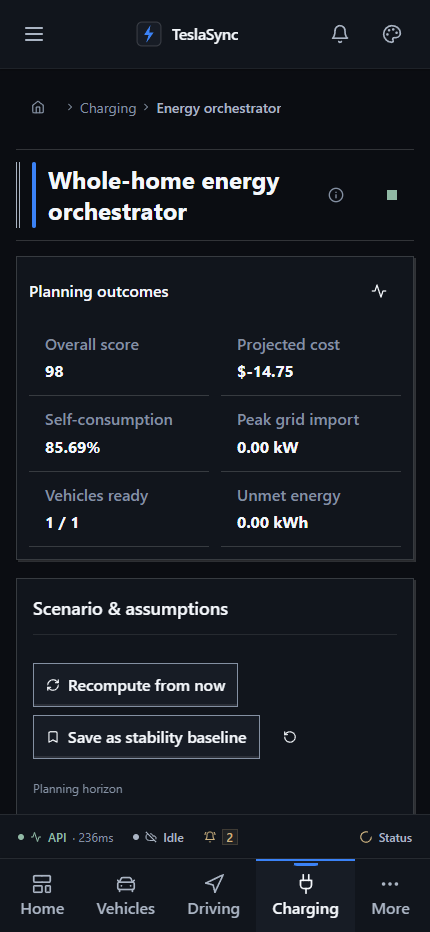 TeslaSync
Charging
Energy orchestrator
Whole-home energy
orchestrator
Planning outcomes
Overall score
98
Projected cost
$-14.75
Self-consumption
85.69%
Peak grid import
0.00 kW
Vehicles ready
1 / 1
Unmet energy
0.00 kWh
Scenario & assumptions
Recompute from now
Save as stability baseline
Planning horizon
API · 236ms
Idle
2
Status
Home
Vehicles
Driving
Charging
More